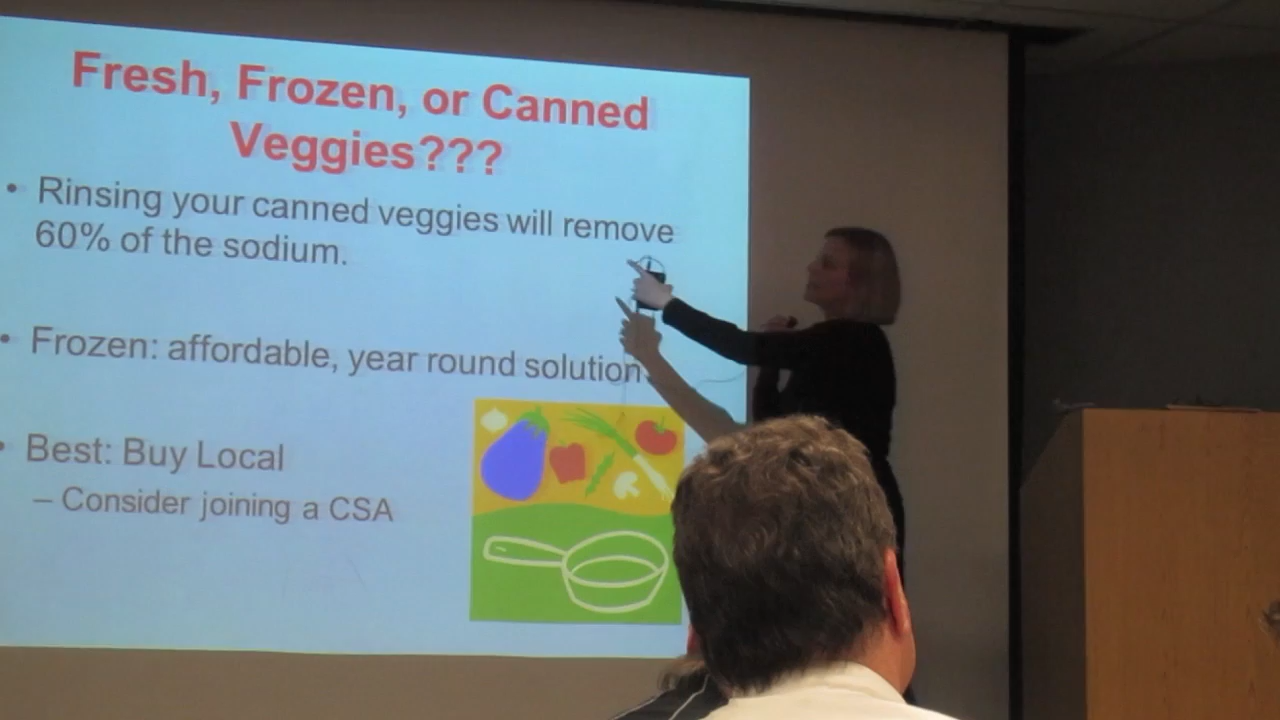 Fresh, Frozen, or Canned
Veggies???
• Rinsing your canned veggies will remove
60% of the sodium.
• Frozen: affordable, year round solution
• Best: Buy Local
– Consider joining a CSA